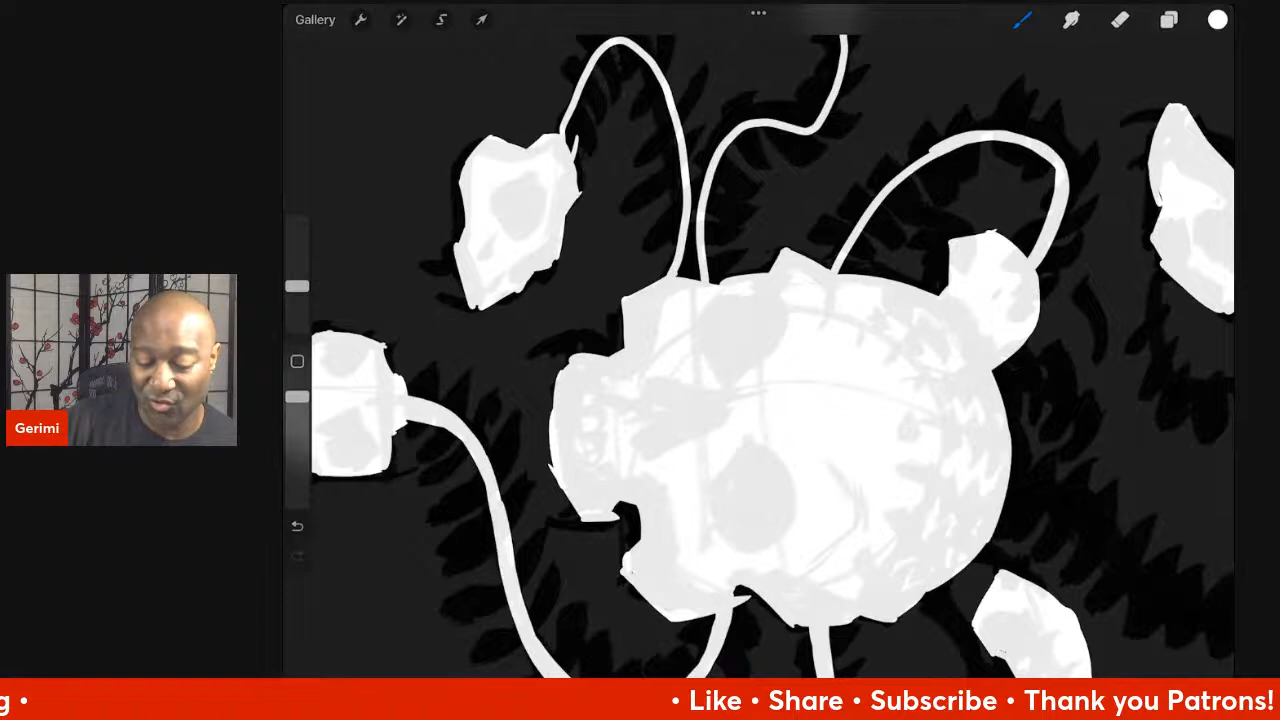 Gallery
Gerimi
g •
• Like • Share • Subscribe • Thank you Patrons!